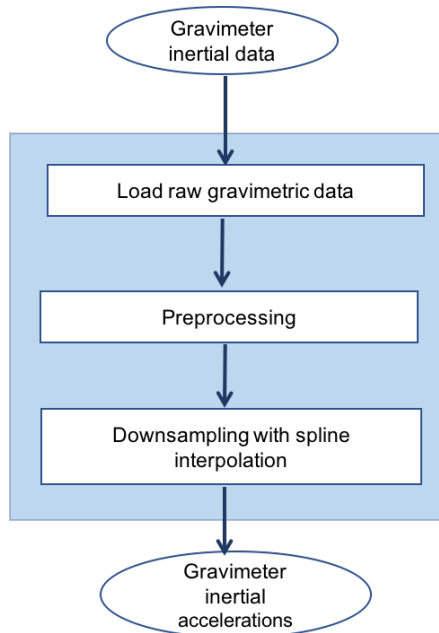 Gravimeter
inertial data
Load raw gravimetric data
Preprocessing
Downsampling with spline
interpolation
Gravimeter
inertial
accelerations